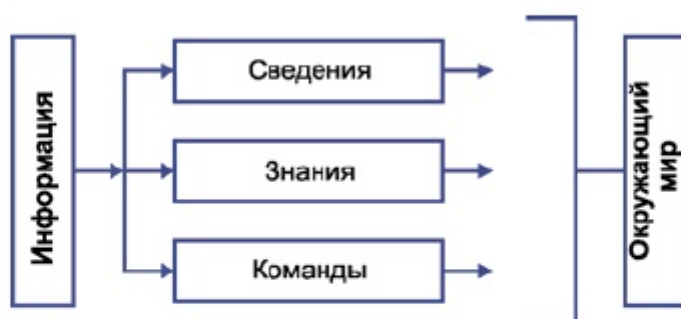 Информация
Сведения
Знания
Команды
Окружающий
мир